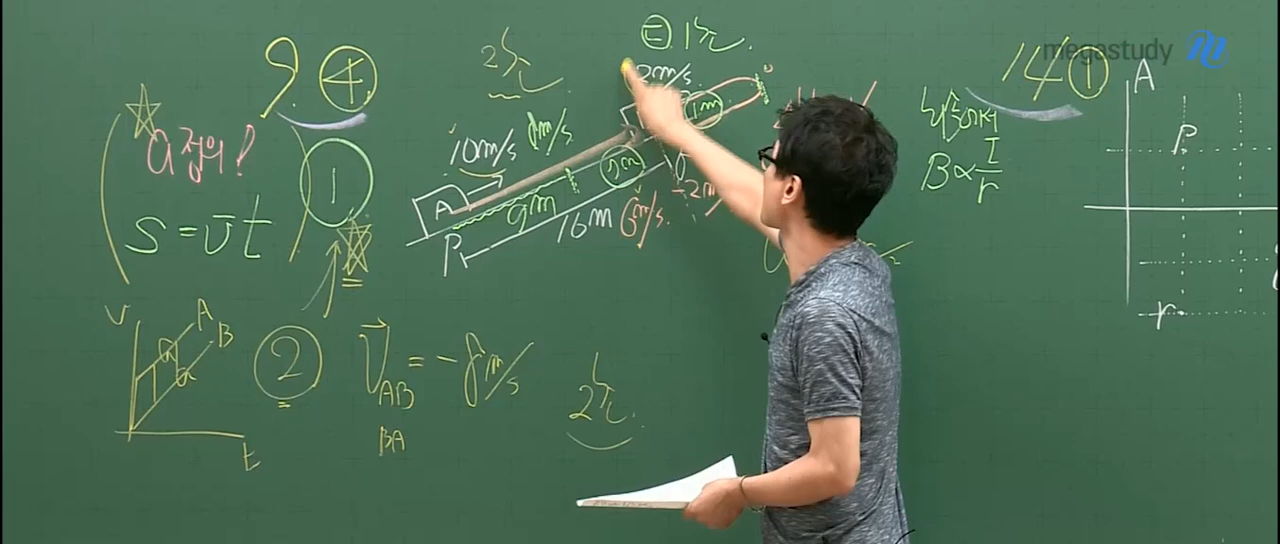 megastudy
9 ④
a 정의!
S = v̄t
①
2초
ㄷ. 1초
2m/s
1m
10m/s
8m/s
A
9m
16m
6m/s
P
-2m/
14 ①
B ∝ I/r
A
P
r
v
A
B
a
a
t
②
V⃗AB = -8m/s
BA
2초